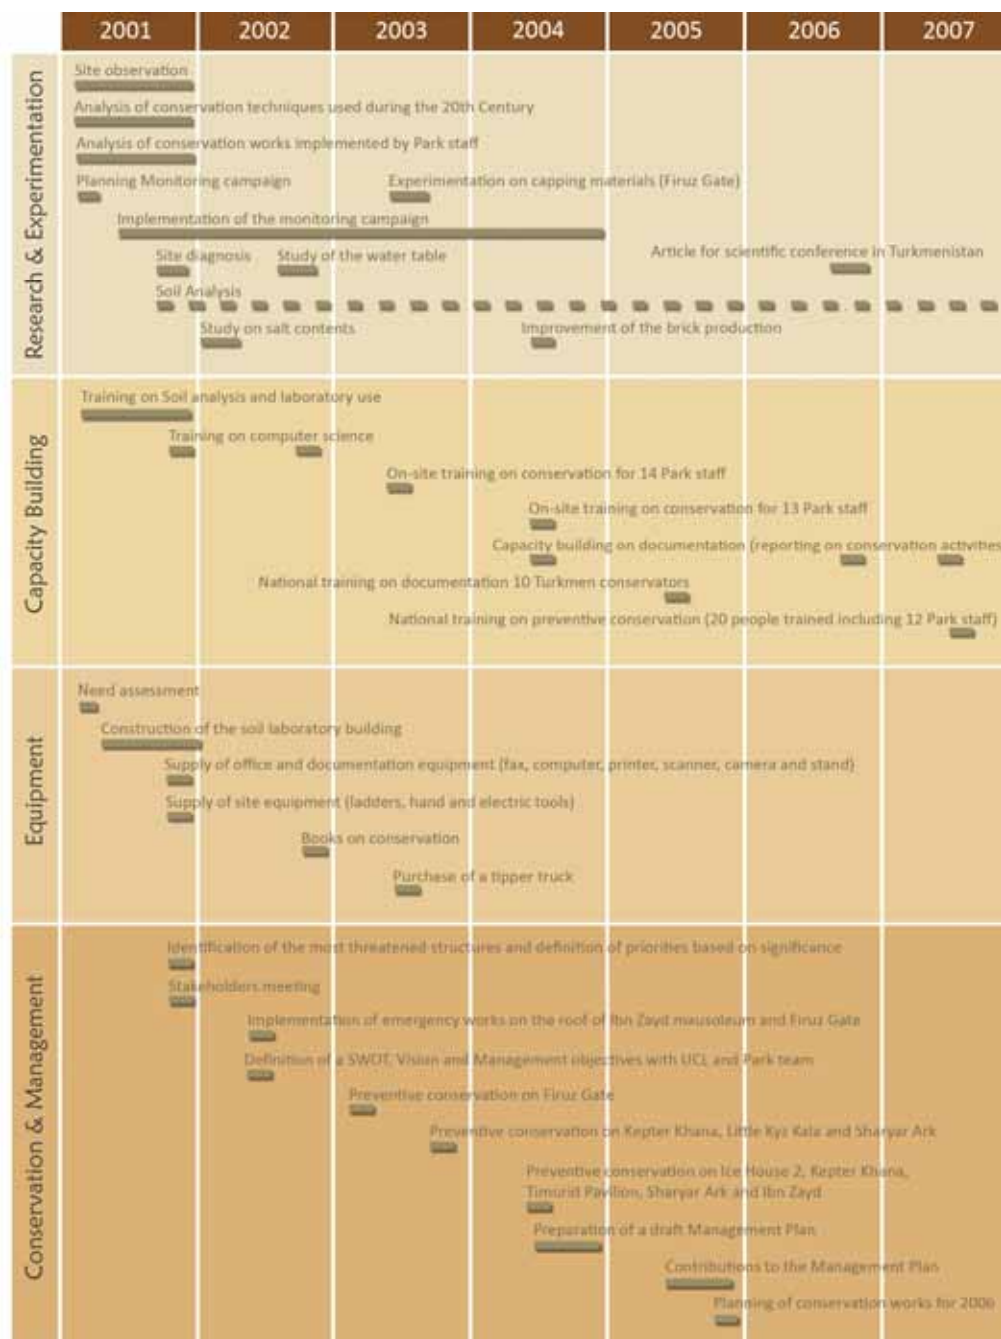 2001 2002 2003 2004 2005 2006 2007
Research & Experimentation
Site observation
Analysis of conservation techniques used during the 20th Century
Analysis of conservation works implemented by Park staff
Planning Monitoring campaign
Experimentation on capping materials (Firuz Gate)
Implementation of the monitoring campaign
Site diagnosis
Study of the water table
Article for scientific conference in Turkmenistan
Soil Analysis
Study on salt contents
Improvement of the brick production
Capacity Building
Training on Soil analysis and laboratory use
Training on computer science
On-site training on conservation for 14 Park staff
On-site training on conservation for 13 Park staff
Capacity building on documentation (reporting on conservation activities
National training on documentation 10 Turkmen conservators
National training on preventive conservation (20 people trained including 12 Park staff)
Equipment
Need assessment
Construction of the soil laboratory building
Supply of office and documentation equipment (fax, computer, printer, scanner, camera and stand)
Supply of site equipment (ladders, hand and electric tools)
Books on conservation
Purchase of a tipper truck
Conservation & Management
Identification of the most threatened structures and definition of priorities based on significance
Stakeholders meeting
Implementation of emergency works on the roof of Ibn Zayd mausoleum and Firuz Gate
Definition of a SWOT, Vision and Management objectives with UCL and Park team
Preventive conservation on Firuz Gate
Preventive conservation on Kepter Khana, Little Kyz Kala and Sharyar Ark
Preventive conservation on Ice House 2, Kepter Khana,
Timurid Pavilion, Sharyar Ark and Ibn Zayd
Preparation of a draft Management Plan
Contributions to the Management Plan
Planning of conservation works for 2006